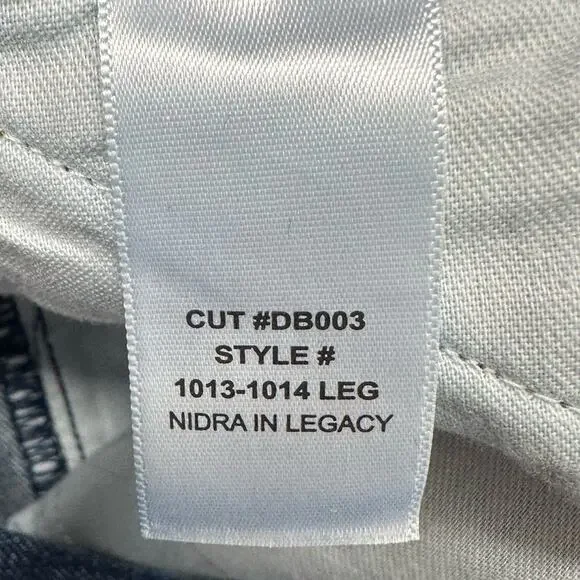 CUT #DB003
STYLE #
1013-1014 LEG
NIDRA IN LEGACY